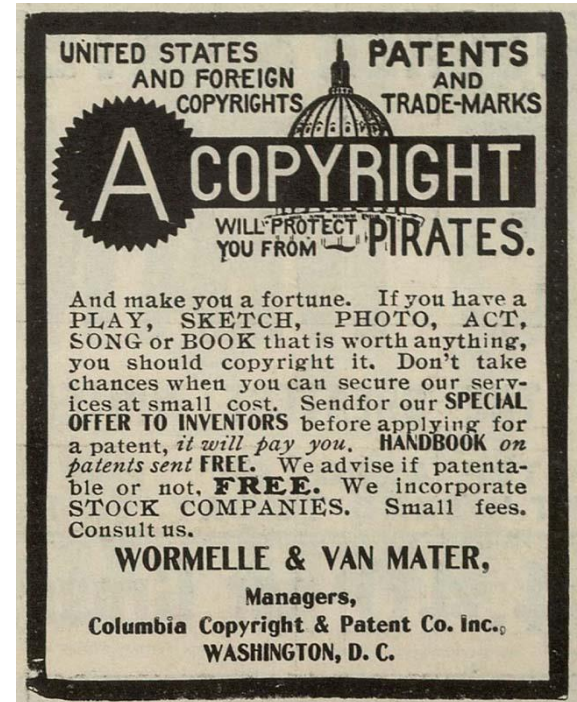 UNITED STATES
AND FOREIGN
COPYRIGHTS
PATENTS
AND
TRADE-MARKS
A COPYRIGHT
WILL PROTECT
YOU FROM PIRATES.
And make you a fortune. If you have a
PLAY, SKETCH, PHOTO, ACT,
SONG or BOOK that is worth anything,
you should copyright it. Don't take
chances when you can secure our serv-
ices at small cost. Sendfor our SPECIAL
OFFER TO INVENTORS before applying for
a patent, it will pay you. HANDBOOK on
patents sent FREE. We advise if patenta-
ble or not, FREE. We incorporate
STOCK COMPANIES. Small fees.
Consult us.
WORMELLE & VAN MATER,
Managers,
Columbia Copyright & Patent Co. Inc.,
WASHINGTON, D. C.